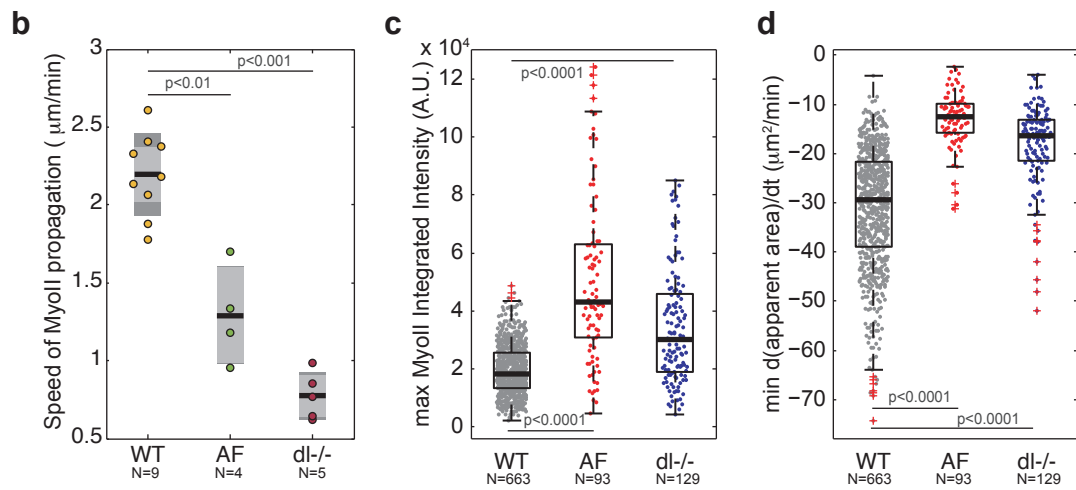 b
Speed of MyoII propagation ( μm/min)
3
2.5
2
1.5
1
0.5
p<0.001
p<0.01
WT
AF
dl-/-
N=9
N=4
N=5
c
x 10⁴
max MyoII Integrated Intensity (A.U.)
12
10
8
6
4
2
0
p<0.0001
p<0.0001
WT
AF
dl-/-
N=663
N=93
N=129
d
min d(apparent area)/dt (μm²/min)
0
−10
−20
−30
−40
−50
−60
−70
p<0.0001
p<0.0001
WT
AF
dl-/-
N=663
N=93
N=129